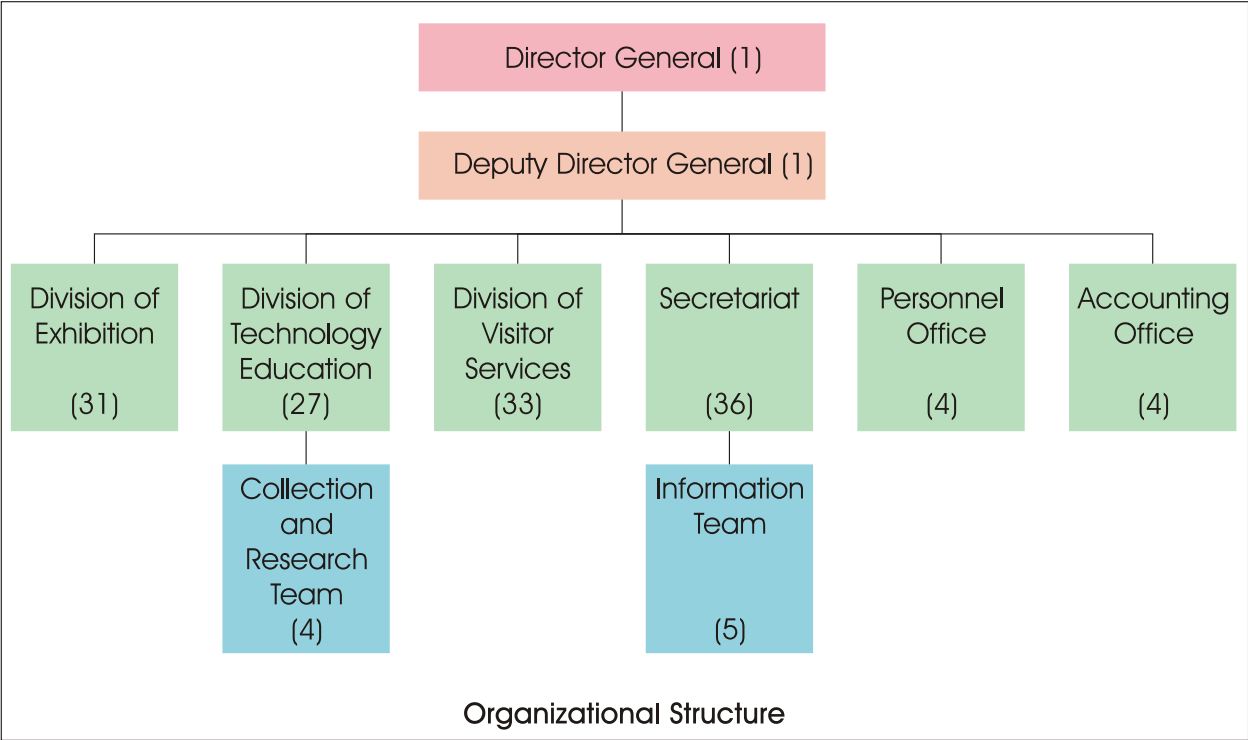 Director General (1)
Deputy Director General (1)
Division of
Exhibition
(31)
Division of
Technology
Education
(27)
Division of
Visitor
Services
(33)
Secretariat
(36)
Personnel
Office
(4)
Accounting
Office
(4)
Collection
and
Research
Team
(4)
Information
Team
(5)
Organizational Structure